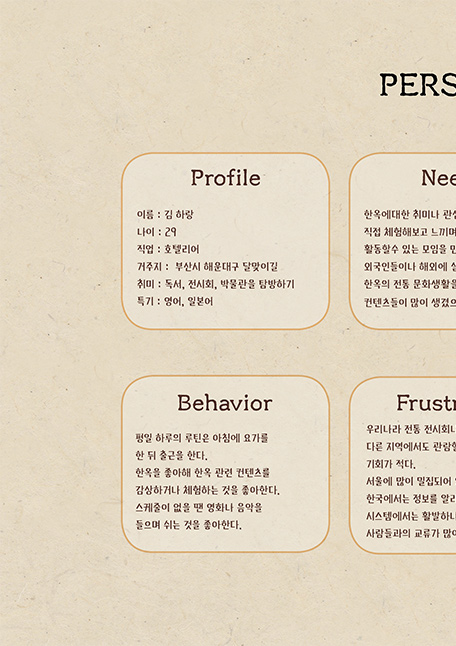 PERS
Profile
이름 : 김 하랑
나이 : 29
직업 : 호텔리어
거주지 : 부산시 해운대구 달맞이길
취미 : 독서, 전시회, 박물관을 탐방하기
특기 : 영어, 일본어
Nee
한옥에대한 취미나 관심
직접 체험해보고 느끼며
활동할수 있는 모임을 만
외국인들이나 해외에 살
한옥의 전통 문화생활을
컨텐츠들이 많이 생겼으
Behavior
평일 하루의 루틴은 아침에 요가를
한 뒤 출근을 한다.
한옥을 좋아해 한옥 관련 컨텐츠를
감상하거나 체험하는 것을 좋아한다.
스케줄이 없을 땐 영화나 음악을
들으며 쉬는 것을 좋아한다.
Frustr
우리나라 전통 전시회나
다른 지역에서도 관람할
기회가 적다.
서울에 많이 밀집되어
한국에서는 정보를 알리
시스템에서는 활발하나
사람들과의 교류가 많이